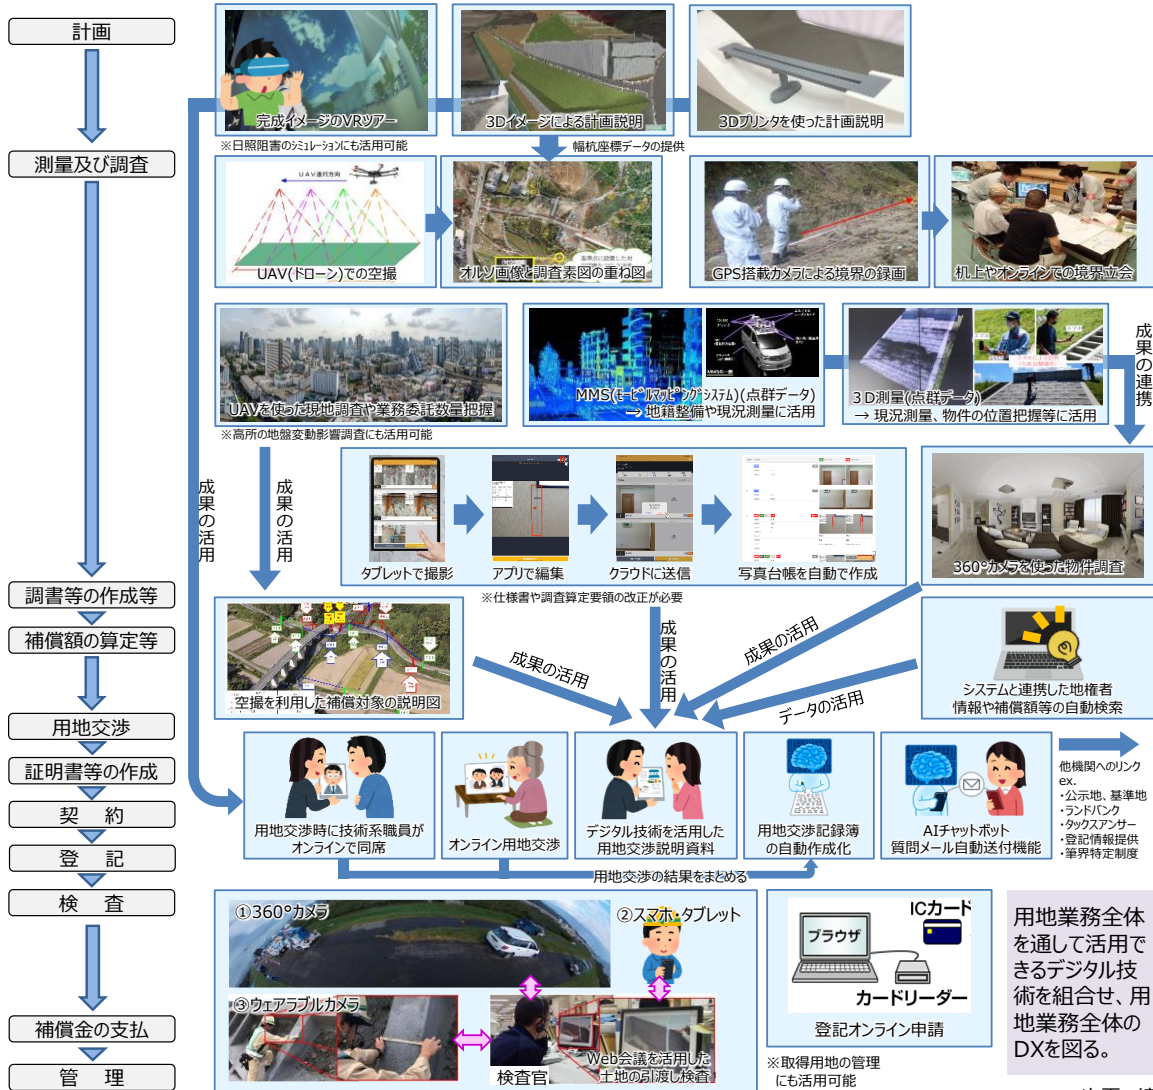 計画
完成イメージのVRツアー
3Dイメージによる計画説明
3Dプリンタを使った計画説明
※日照阻害のシミュレーションにも活用可能
幅杭座標データの提供
測量及び調査
UAV進行方向
UAV(ドローン)での空撮
オルソ画像と調査素図の重ね図
GPS搭載カメラによる境界の録画
机上やオンラインでの境界立会
UAVを使った現地調査や業務委託数量把握
※高所の地盤変動影響調査にも活用可能
MMS(モービルマッピングシステム)(点群データ)
→ 地籍整備や現況測量に活用
3D測量(点群データ)
→ 現況測量、物件の位置把握等に活用
成果の連携
成果の活用
成果の活用
タブレットで撮影
アプリで編集
クラウドに送信
写真台帳を自動で作成
※仕様書や調査算定要領の改正が必要
360°カメラを使った物件調査
調書等の作成等
補償額の算定等
空撮を利用した補償対象の説明図
成果の活用
成果の活用
成果の活用
データの活用
システムと連携した地権者
情報や補償額等の自動検索
用地交渉
証明書等の作成
契 約
登 記
検 査
用地交渉時に技術系職員が
オンラインで同席
オンライン用地交渉
デジタル技術を活用した
用地交渉説明資料
用地交渉記録簿
の自動作成化
AIチャットボット
質問メール自動送付機能
他機関へのリンク
ex.
・公示地、基準地
・ランドバンク
・タックスアンサー
・登記情報提供
・筆界特定制度
用地交渉の結果をまとめる
①360°カメラ
②スマホ・タブレット
③ウェアラブルカメラ
検査官
Web会議を活用した
土地の引渡し検査
ICカード
ブラウザ
カードリーダー
登記オンライン申請
※取得用地の管理
にも活用可能
用地業務全体
を通して活用で
きるデジタル技
術を組合せ、用
地業務全体の
DXを図る。
補償金の支払
管 理